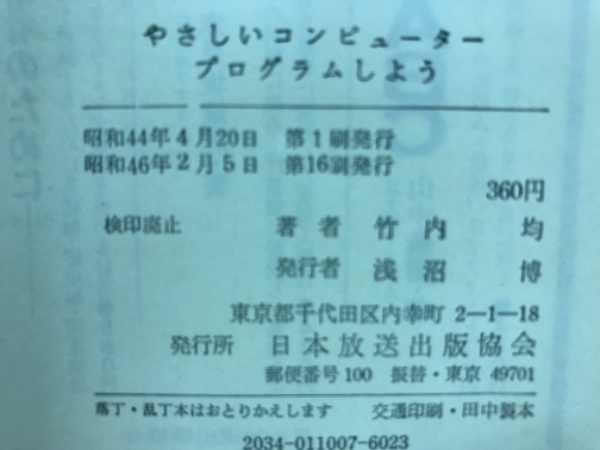 やさしいコンピューター
プログラムしよう
昭和44年4月20日 第1刷発行
昭和46年2月5日 第16刷発行
360円
検印廃止 著者 竹内 均
発行者 浅沼 博
東京都千代田区内幸町 2-1-18
発行所 日本放送出版協会
郵便番号100 振替・東京 49701
落丁・乱丁本はおとりかえします 交通印刷・田中製本
2034-011007-6023